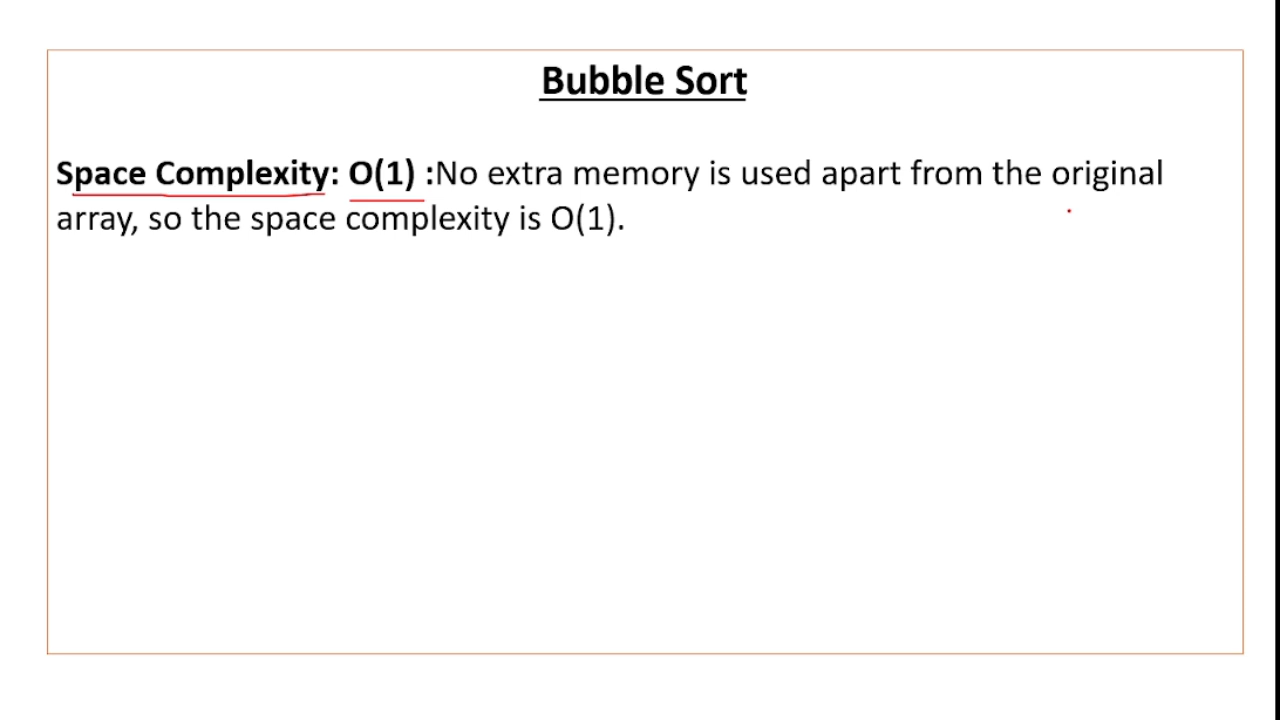 Bubble Sort
Space Complexity: O(1) :No extra memory is used apart from the original
array, so the space complexity is O(1).